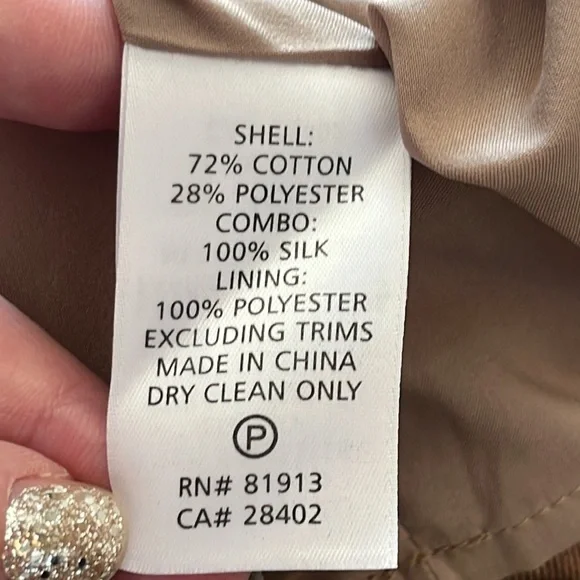 SHELL:
72% COTTON
28% POLYESTER
COMBO:
100% SILK
LINING:
100% POLYESTER
EXCLUDING TRIMS
MADE IN CHINA
DRY CLEAN ONLY
P
RN# 81913
CA# 28402